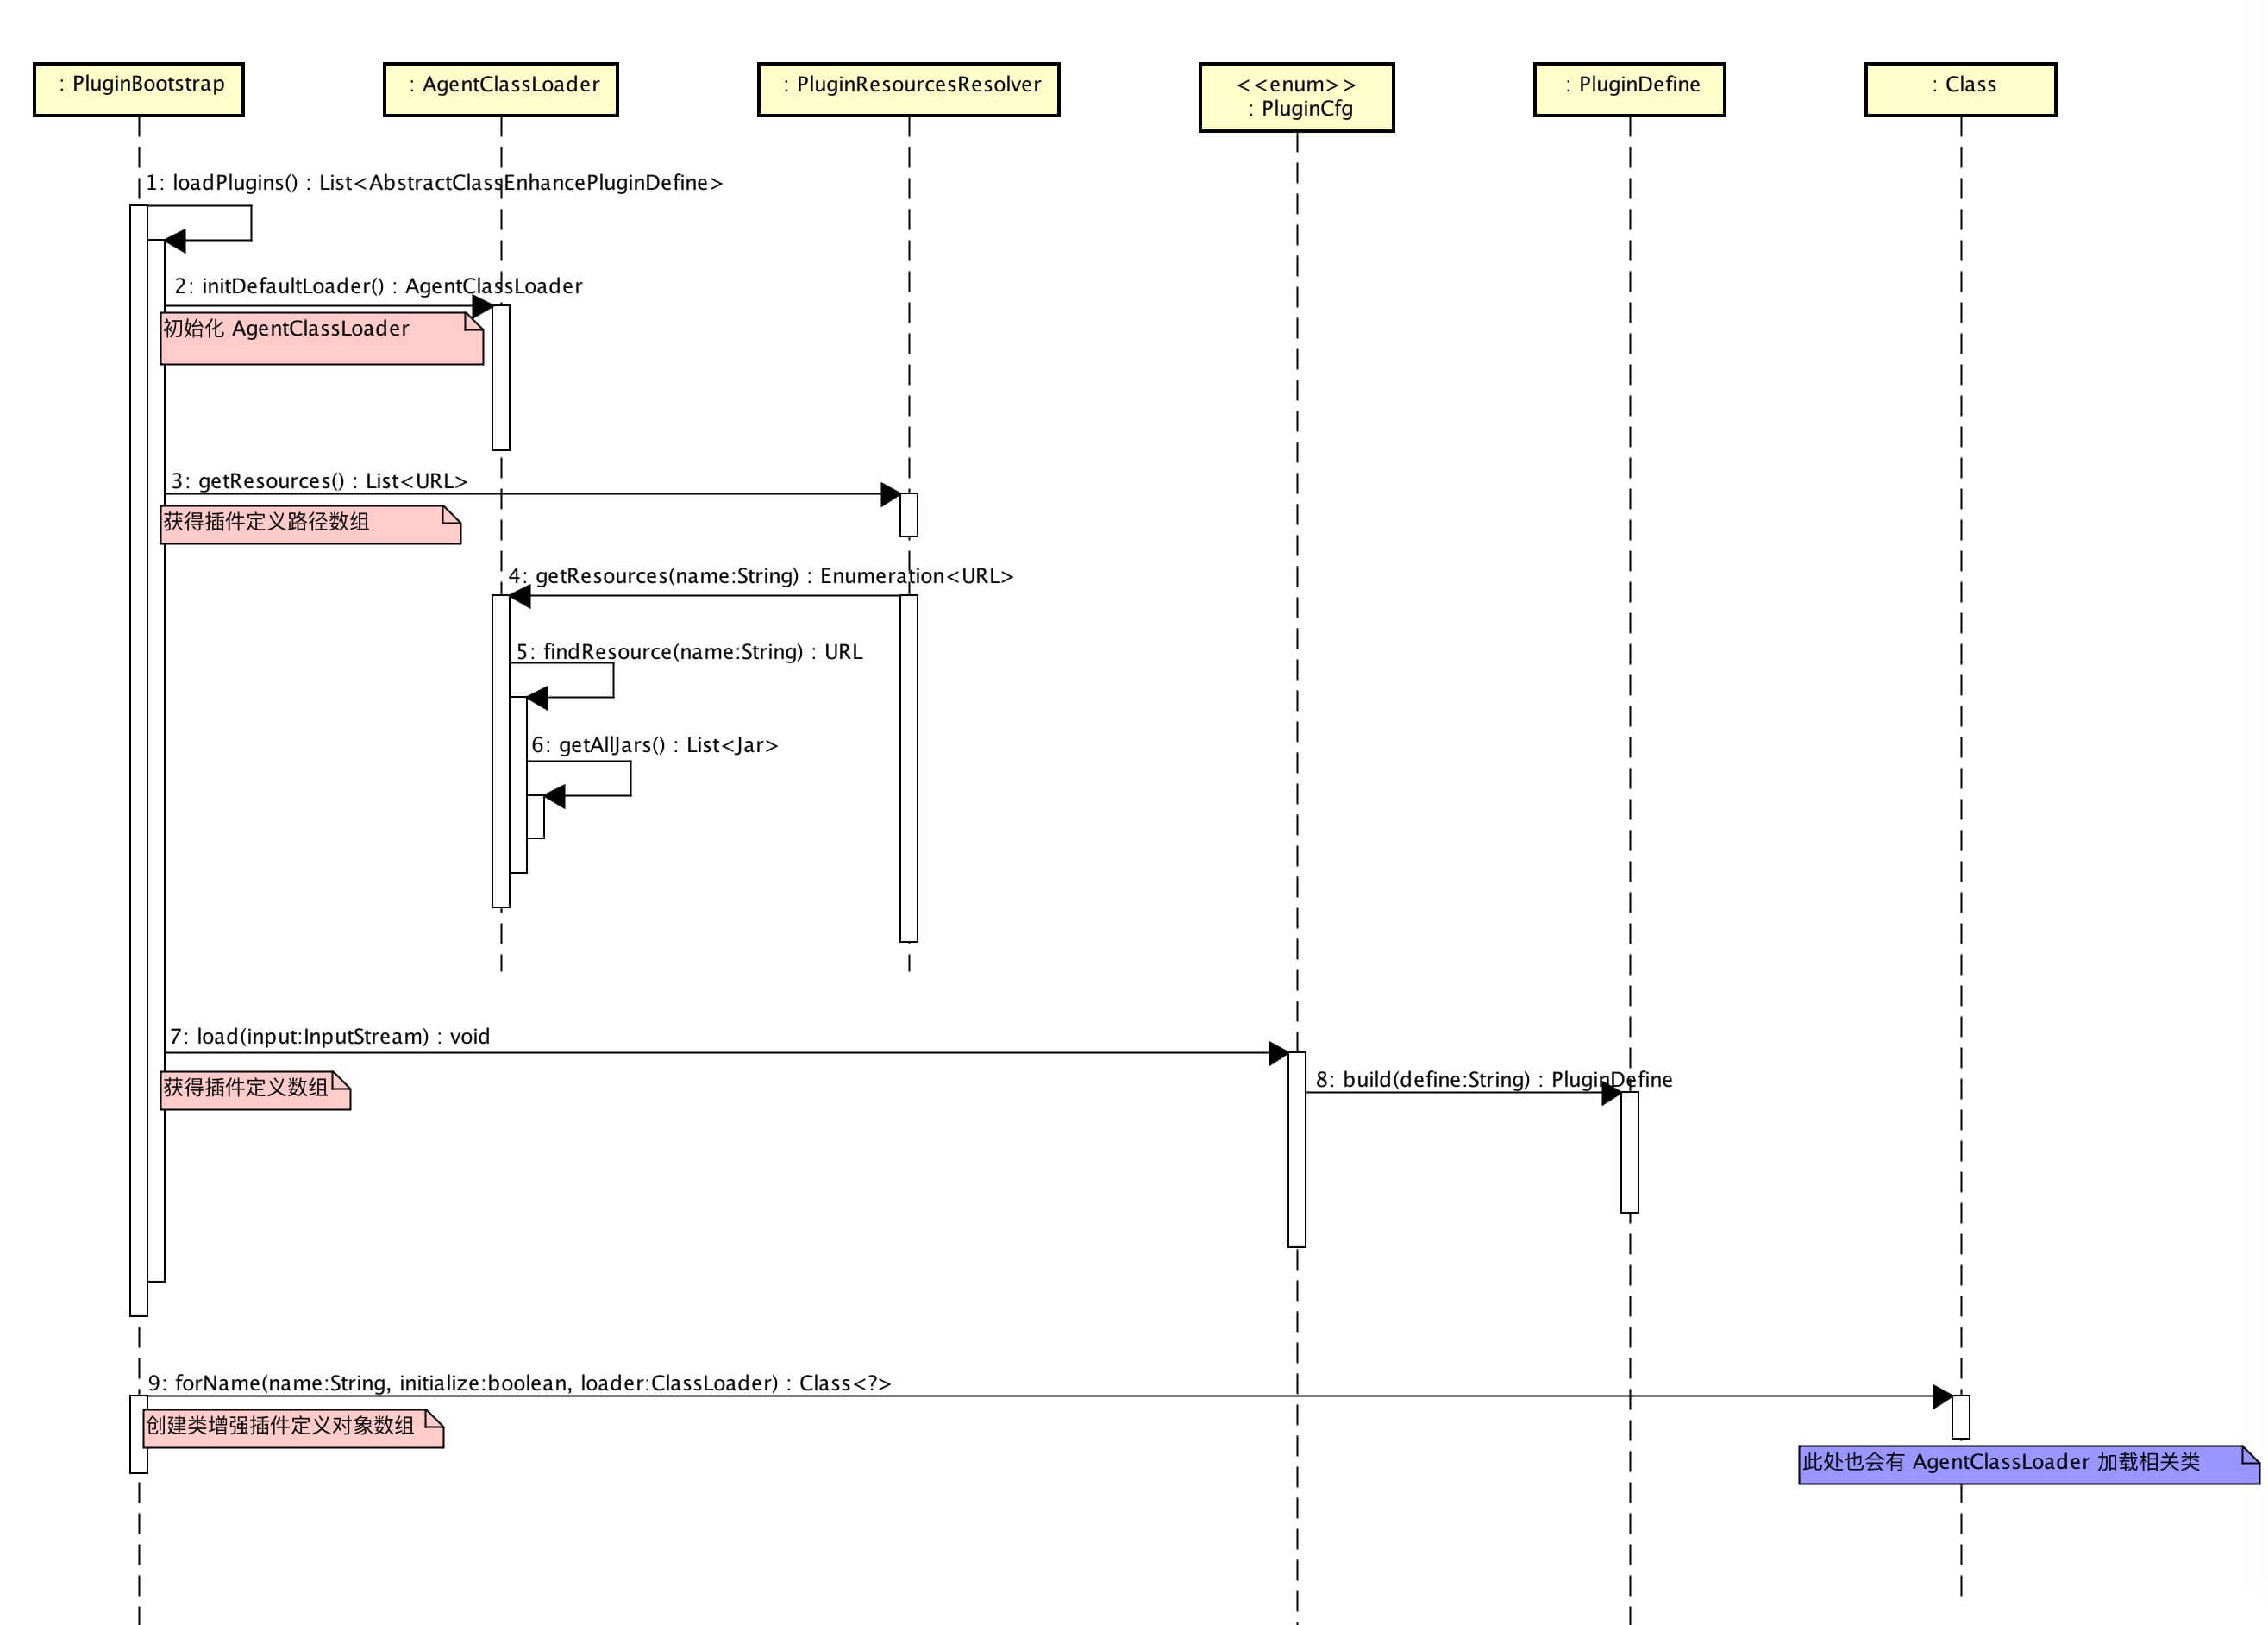 : PluginBootstrap
: AgentClassLoader
: PluginResourcesResolver
<<enum>>
: PluginCfg
: PluginDefine
: Class
1: loadPlugins() : List<AbstractClassEnhancePluginDefine>
2: initDefaultLoader() : AgentClassLoader
初始化 AgentClassLoader
3: getResources() : List<URL>
获得插件定义路径数组
4: getResources(name:String) : Enumeration<URL>
5: findResource(name:String) : URL
6: getAllJars() : List<Jar>
7: load(input:InputStream) : void
获得插件定义数组
8: build(define:String) : PluginDefine
9: forName(name:String, initialize:boolean, loader:ClassLoader) : Class<?>
创建类增强插件定义对象数组
此处也会有 AgentClassLoader 加载相关类